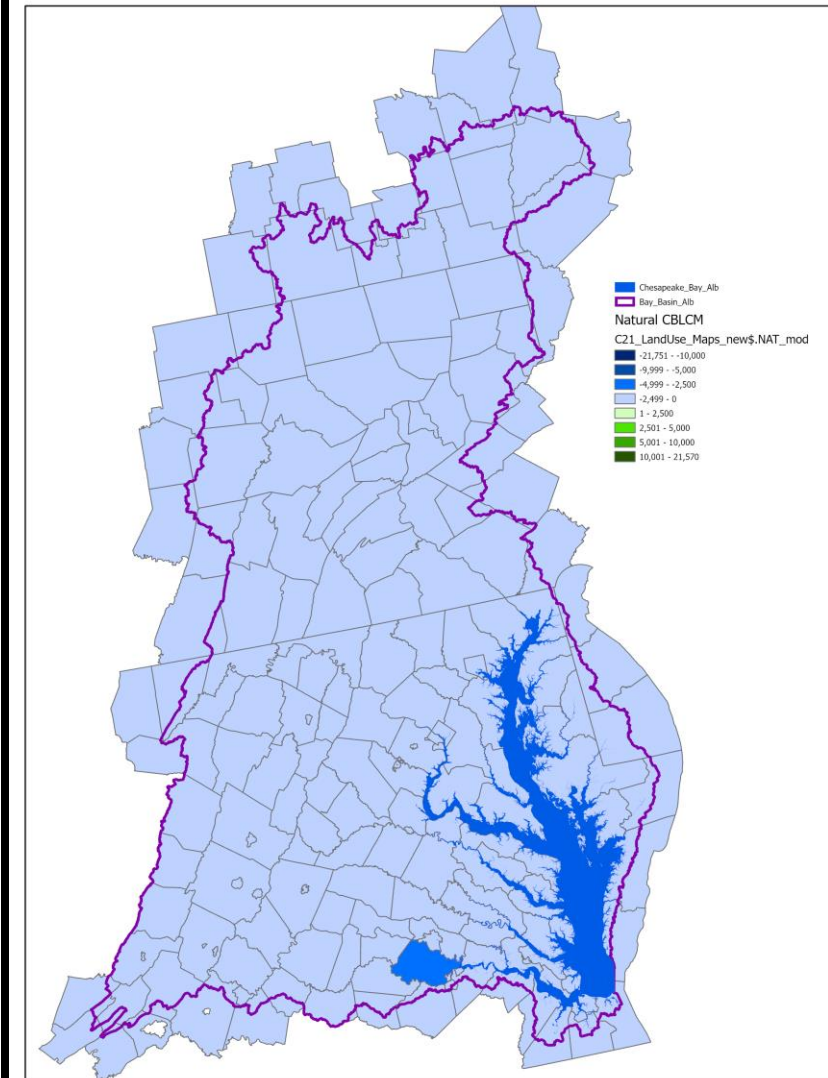 Chesapeake_Bay_Alb
Bay_Basin_Alb
Natural CBLCM
C21_LandUse_Maps_new$.NAT_mod
-21,751 - -10,000
-9,999 - -5,000
-4,999 - -2,500
-2,499 - 0
1 - 2,500
2,501 - 5,000
5,001 - 10,000
10,001 - 21,570